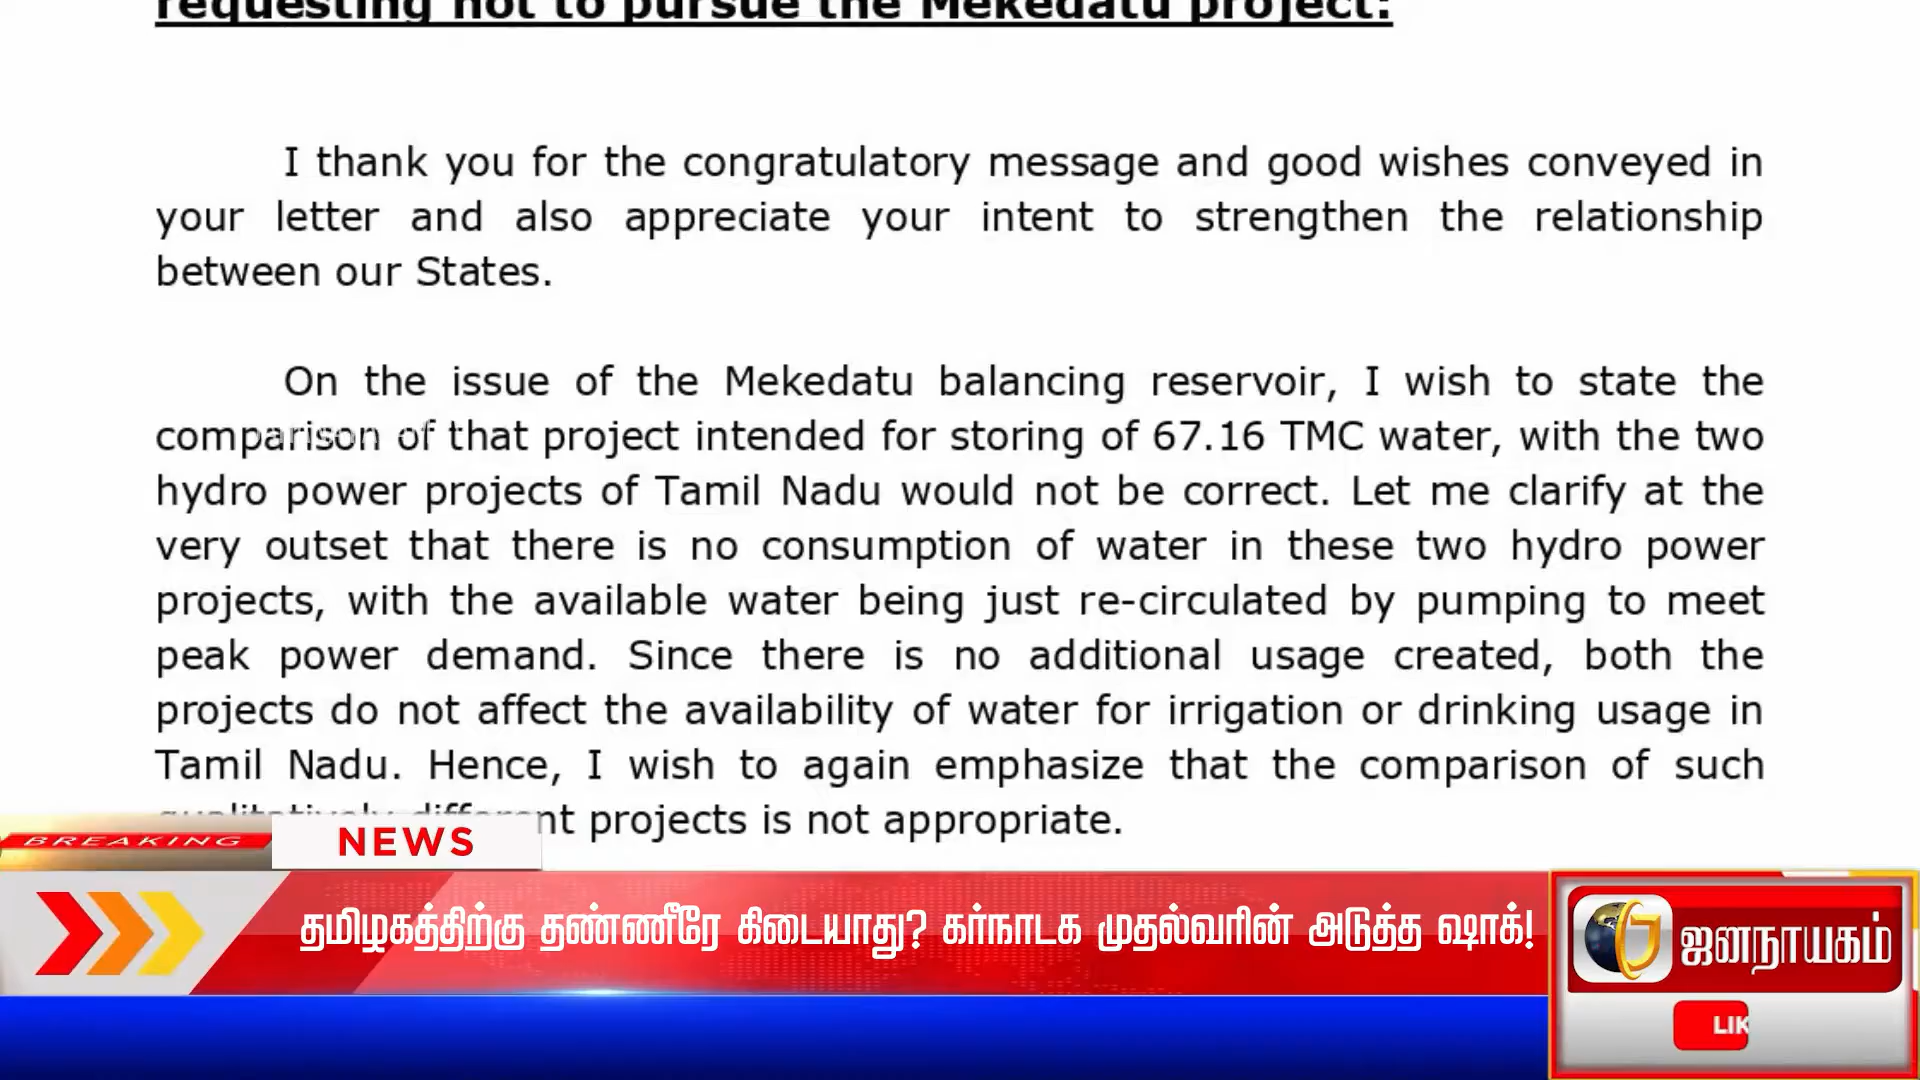 requesting not to pursue the Mekedatu project:
I thank you for the congratulatory message and good wishes conveyed in
your letter and also appreciate your intent to strengthen the relationship
between our States.
On the issue of the Mekedatu balancing reservoir, I wish to state the
comparison of that project intended for storing of 67.16 TMC water, with the two
hydro power projects of Tamil Nadu would not be correct. Let me clarify at the
very outset that there is no consumption of water in these two hydro power
projects, with the available water being just re-circulated by pumping to meet
peak power demand. Since there is no additional usage created, both the
projects do not affect the availability of water for irrigation or drinking usage in
Tamil Nadu. Hence, I wish to again emphasize that the comparison of such
qualitatively different projects is not appropriate.
BREAKING
NEWS
தமிழகத்திற்கு தண்ணீரே கிடையாது? கர்நாடக முதல்வரின் அடுத்த ஷாக்!
ஜனநாயகம்
LIK